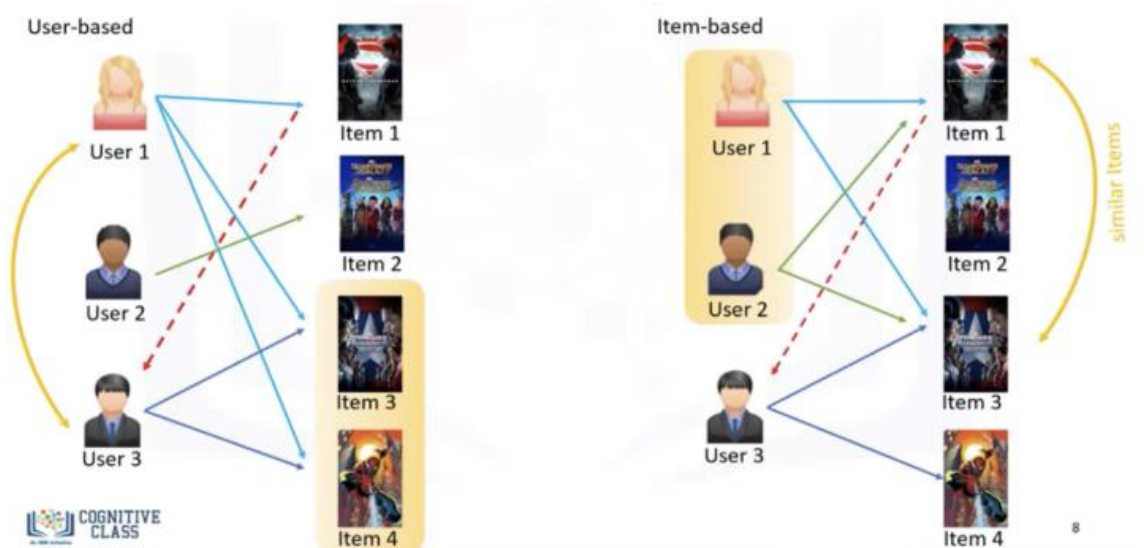 User-based
User 1
User 2
User 3
Item 1
Item 2
Item 3
Item 4
COGNITIVE
CLASS
Item-based
User 1
User 2
User 3
Item 1
Item 2
Item 3
Item 4
similar Items
8